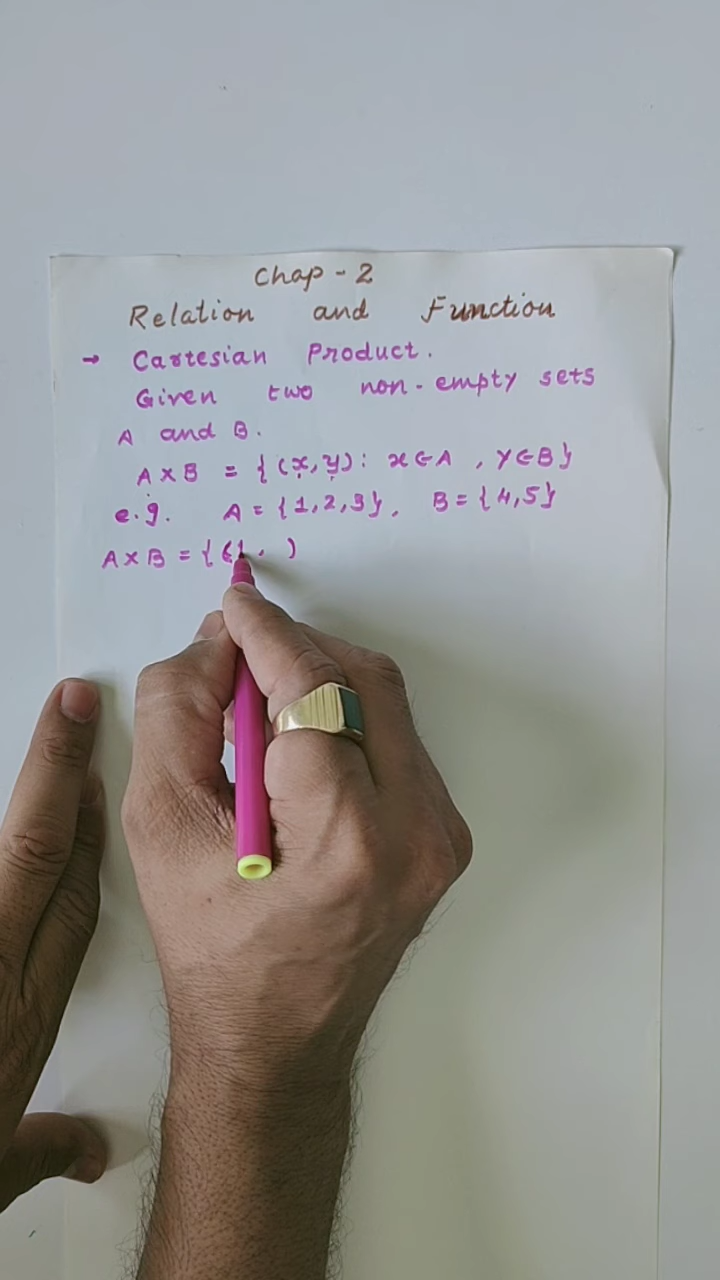 Chap - 2
Relation and Function
→ Cartesian Product.
Given two non-empty sets
A and B.
A × B = { (x, y) : x ∈ A , y ∈ B }
e.g. A = { 1, 2, 3 }, B = { 4, 5 }
A × B = { (1, )